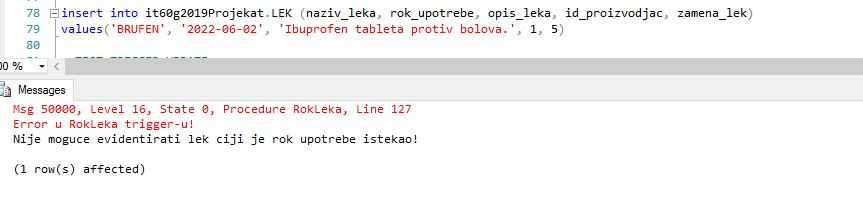 78 insert into it60g2019Projekat.LEK (naziv_leka, rok_upotrebe, opis_leka, id_proizvodjac, zamena_lek)
79 values('BRUFEN', '2022-06-02', 'Ibuprofen tableta protiv bolova.', 1, 5)
80
00 %
Messages
Msg 50000, Level 16, State 0, Procedure RokLeka, Line 127
Error u RokLeka trigger-u!
Nije moguce evidentirati lek ciji je rok upotrebe istekao!
(1 row(s) affected)